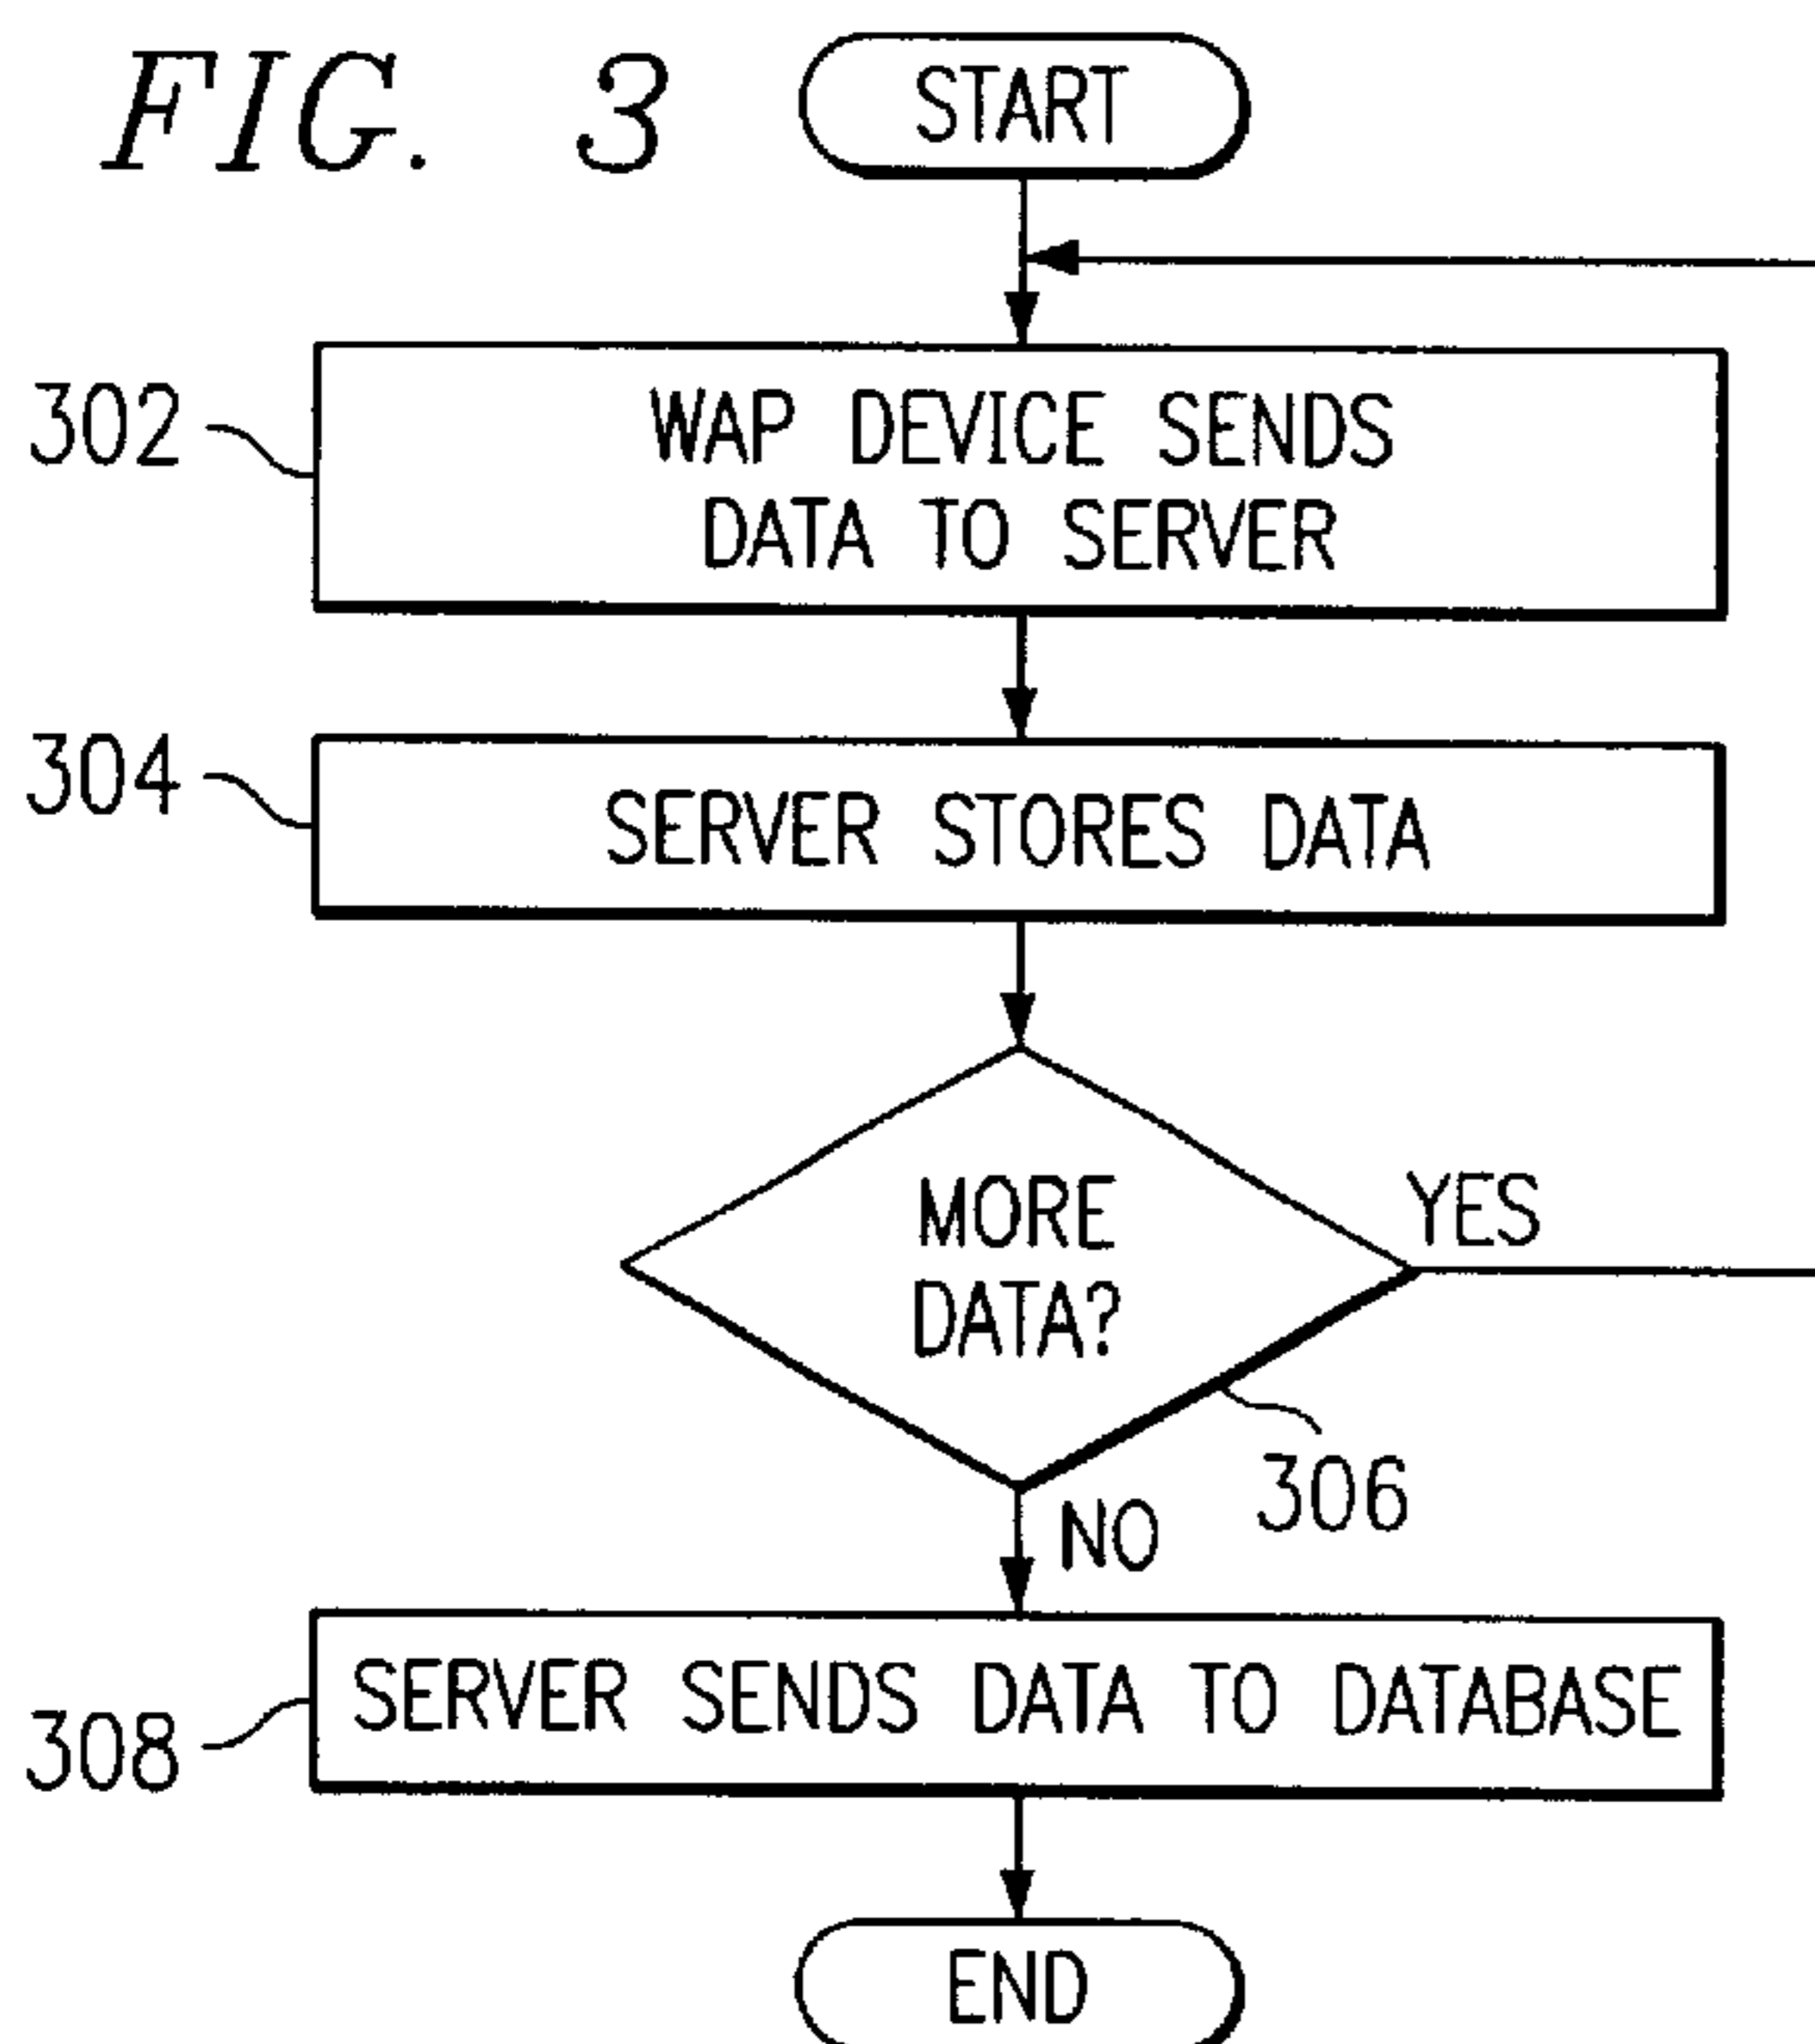 FIG. 3
START
302
WAP DEVICE SENDS
DATA TO SERVER
304
SERVER STORES DATA
MORE
DATA?
YES
306
NO
308
SERVER SENDS DATA TO DATABASE
END